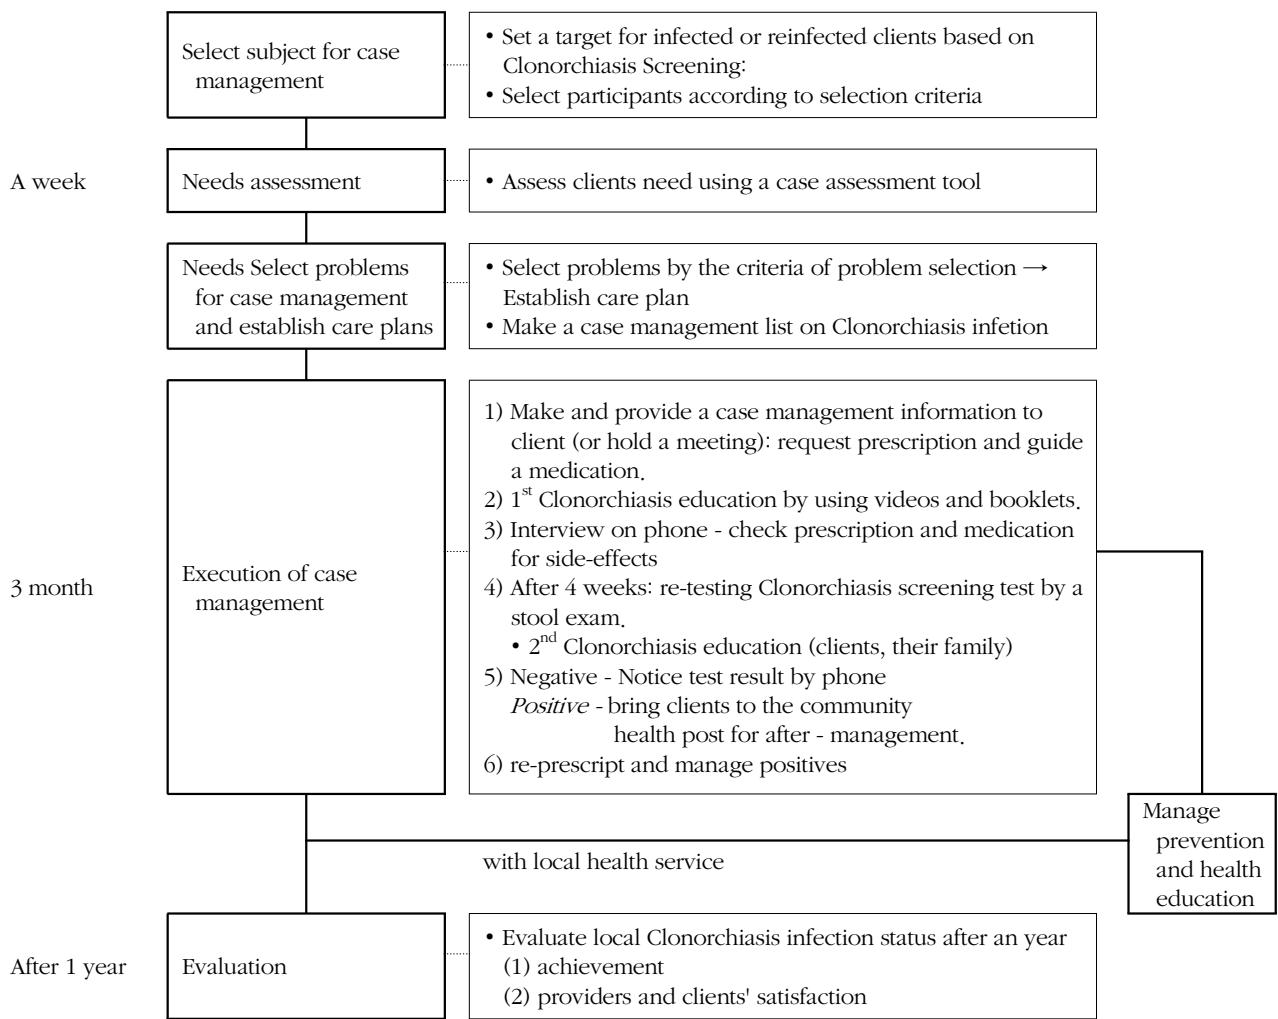 Select subject for case
management
• Set a target for infected or reinfected clients based on
Clonorchiasis Screening:
• Select participants according to selection criteria
A week
Needs assessment
• Assess clients need using a case assessment tool
Needs Select problems
for case management
and establish care plans
• Select problems by the criteria of problem selection →
Establish care plan
• Make a case management list on Clonorchiasis infetion
3 month
Execution of case
management
1) Make and provide a case management information to
client (or hold a meeting): request prescription and guide
a medication.
2) 1st Clonorchiasis education by using videos and booklets.
3) Interview on phone - check prescription and medication
for side-effects
4) After 4 weeks: re-testing Clonorchiasis screening test by a
stool exam.
• 2nd Clonorchiasis education (clients, their family)
5) Negative - Notice test result by phone
Positive - bring clients to the community
health post for after - management.
6) re-prescript and manage positives
Manage
prevention
and health
education
with local health service
After 1 year
Evaluation
• Evaluate local Clonorchiasis infection status after an year
(1) achievement
(2) providers and clients' satisfaction